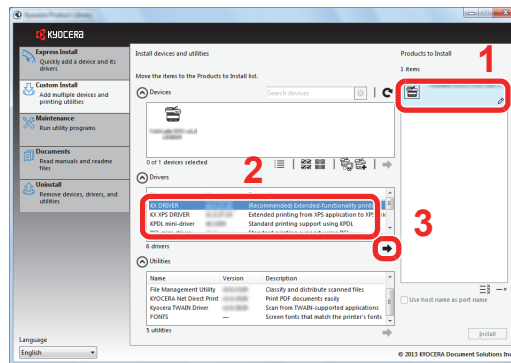 KYOCERA
Express Install
Quickly add a device and its
drivers
Custom Install
Add multiple devices and
printing utilities
Maintenance
Run utility programs
Documents
Read manuals and readme
files
Uninstall
Remove devices, drivers, and
utilities
Language
English
Install devices and utilities
Move the items to the Products to Install list.
Devices
Search devices
0 of 1 devices selected
2
Drivers
KX DRIVER (Recommended) Extended-functionality printi
KX XPS DRIVER Extended printing from XPS application to XPS
KPDL mini-driver Standard printing support using KPDL
6 drivers
3
Utilities
Name Version Description
File Management Utility Classify and distribute scanned files
KYOCERA Net Direct Print Print PDF documents easily
Kyocera TWAIN Driver Scan from TWAIN-supported applications
FONTS — Screen fonts that match the printer's fonts
5 utilities
Products to Install
1 items
1
Use host name as port name
Install
© 2013 KYOCERA Document Solutions Inc